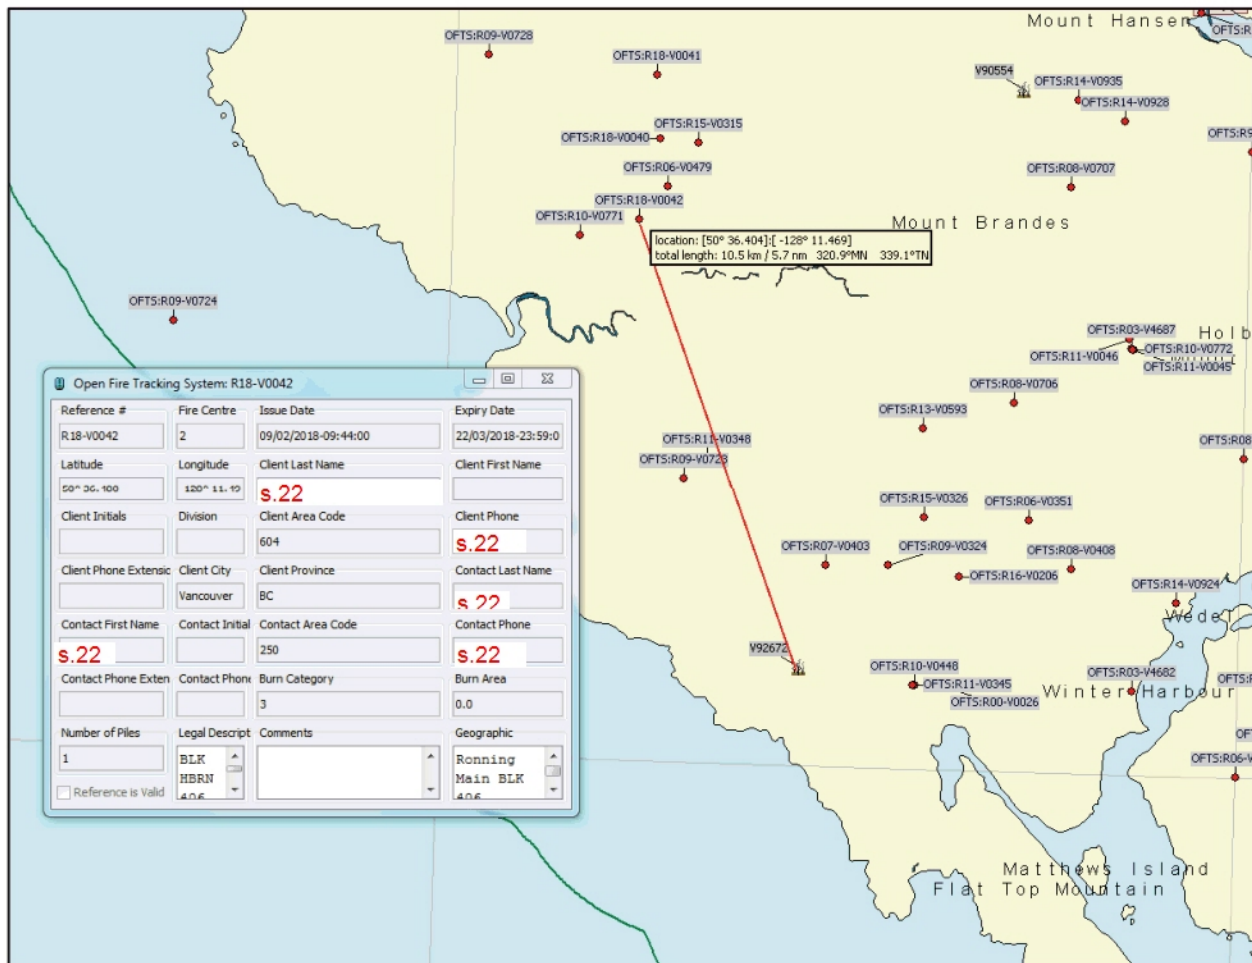 Mount Hansen
OFTS:R09-V0728
OFTS:R18-V0041
V90554
OFTS:R14-V0935
OFTS:R14-V0928
OFTS:R18-V0040
OFTS:R15-V0315
OFTS:R06-V0479
OFTS:R08-V0707
OFTS:R18-V0042
OFTS:R10-V0771
Mount Brandes
location: [50° 36.404]:[ -128° 11.469]
total length: 10.5 km / 5.7 nm 320.9°MN 339.1°TN
OFTS:R09-V0724
OFTS:R03-V4687
OFTS:R10-V0772
OFTS:R11-V0046
OFTS:R11-V0045
OFTS:R08-V0706
OFTS:R13-V0593
OFTS:R11-V0348
OFTS:R09-V0723
OFTS:R15-V0326
OFTS:R06-V0351
OFTS:R07-V0403
OFTS:R09-V0324
OFTS:R08-V0408
OFTS:R16-V0206
OFTS:R14-V0924
V92672
OFTS:R10-V0448
OFTS:R11-V0345
OFTS:R00-V0026
OFTS:R03-V4682
Winter Harbour
Matthews Island
Flat Top Mountain
Open Fire Tracking System: R18-V0042
Reference # Fire Centre Issue Date Expiry Date
R18-V0042 2 09/02/2018-09:44:00 22/03/2018-23:59:0
Latitude Longitude Client Last Name Client First Name
s.22
Client Initials Division Client Area Code Client Phone
604 s.22
Client Phone Extensic Client City Client Province Contact Last Name
Vancouver BC s.22
Contact First Name Contact Initial Contact Area Code Contact Phone
s.22 250 s.22
Contact Phone Exten Contact Phone Burn Category Burn Area
3 0.0
Number of Piles Legal Descript Comments Geographic
1 BLK Ronning
HBRN Main BLK
406 406
Reference is Valid